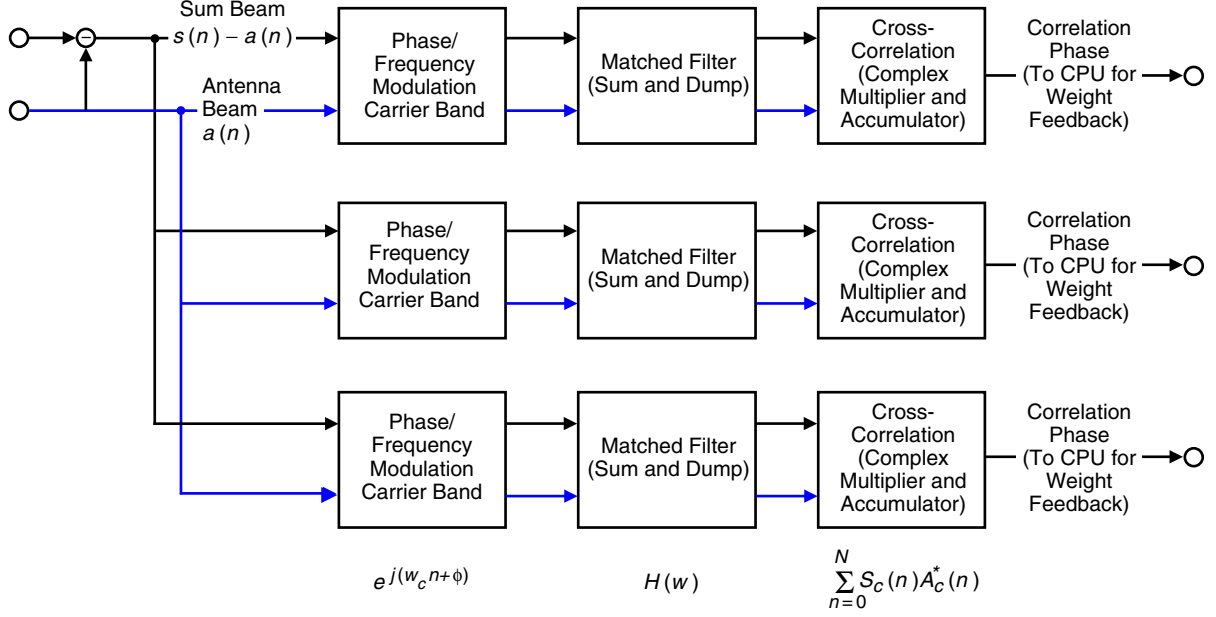 Sum Beam
s(n) – a(n)
−
Antenna
Beam
a(n)
Phase/
Frequency
Modulation
Carrier Band
Matched Filter
(Sum and Dump)
Cross-
Correlation
(Complex
Multiplier and
Accumulator)
Correlation
Phase
(To CPU for
Weight
Feedback)
Phase/
Frequency
Modulation
Carrier Band
Matched Filter
(Sum and Dump)
Cross-
Correlation
(Complex
Multiplier and
Accumulator)
Correlation
Phase
(To CPU for
Weight
Feedback)
Phase/
Frequency
Modulation
Carrier Band
Matched Filter
(Sum and Dump)
Cross-
Correlation
(Complex
Multiplier and
Accumulator)
Correlation
Phase
(To CPU for
Weight
Feedback)
e^{j(w_c n+ϕ)}
H(w)
\sum_{n=0}^{N} S_c(n)A_c^*(n)